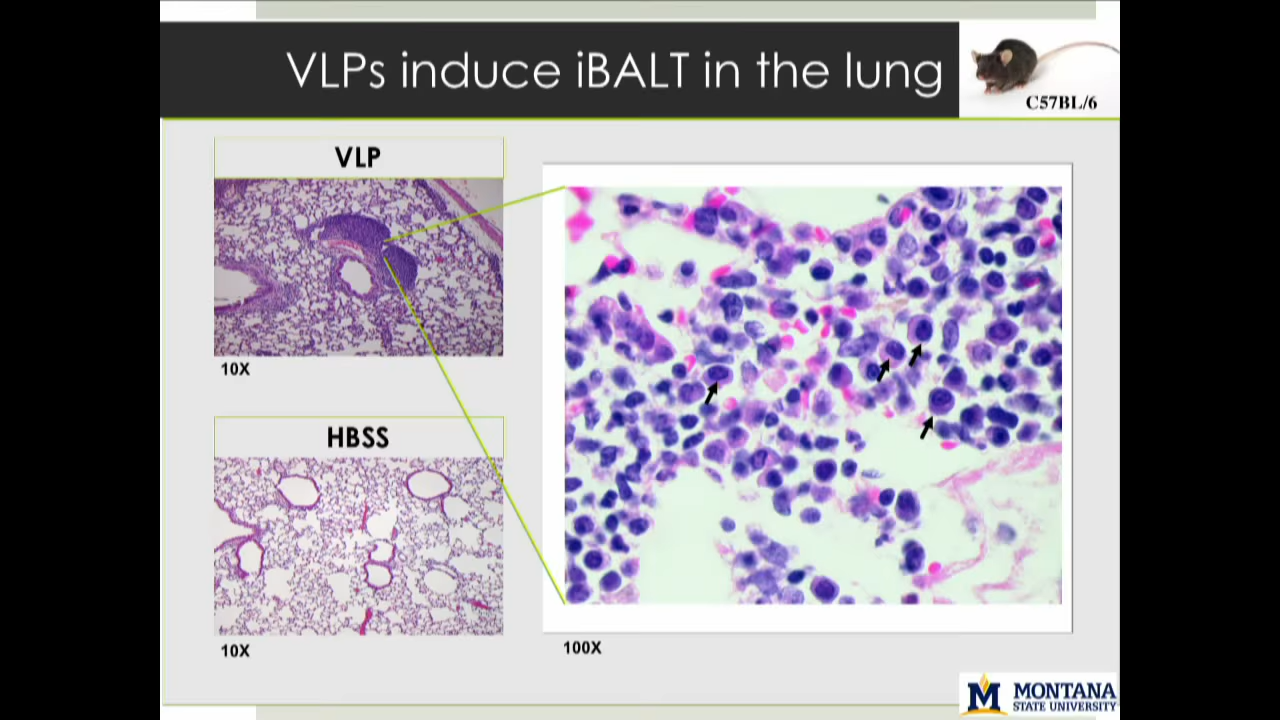 VLPs induce iBALT in the lung
C57BL/6
VLP
10X
HBSS
10X
100X
M MONTANA
STATE UNIVERSITY